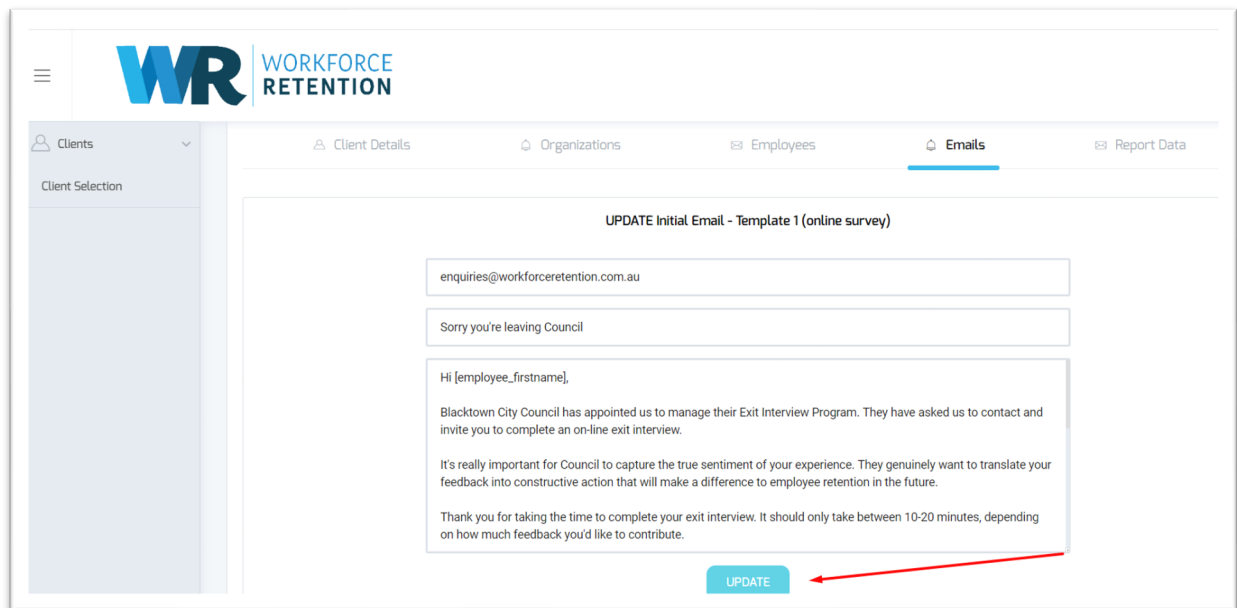 WR WORKFORCE
RETENTION
Clients
Client Selection
Client Details Organizations Employees Emails Report Data
UPDATE Initial Email - Template 1 (online survey)
enquiries@workforceretention.com.au
Sorry you're leaving Council
Hi [employee_firstname],
Blacktown City Council has appointed us to manage their Exit Interview Program. They have asked us to contact and
invite you to complete an on-line exit interview.
It's really important for Council to capture the true sentiment of your experience. They genuinely want to translate your
feedback into constructive action that will make a difference to employee retention in the future.
Thank you for taking the time to complete your exit interview. It should only take between 10-20 minutes, depending
on how much feedback you'd like to contribute.
UPDATE